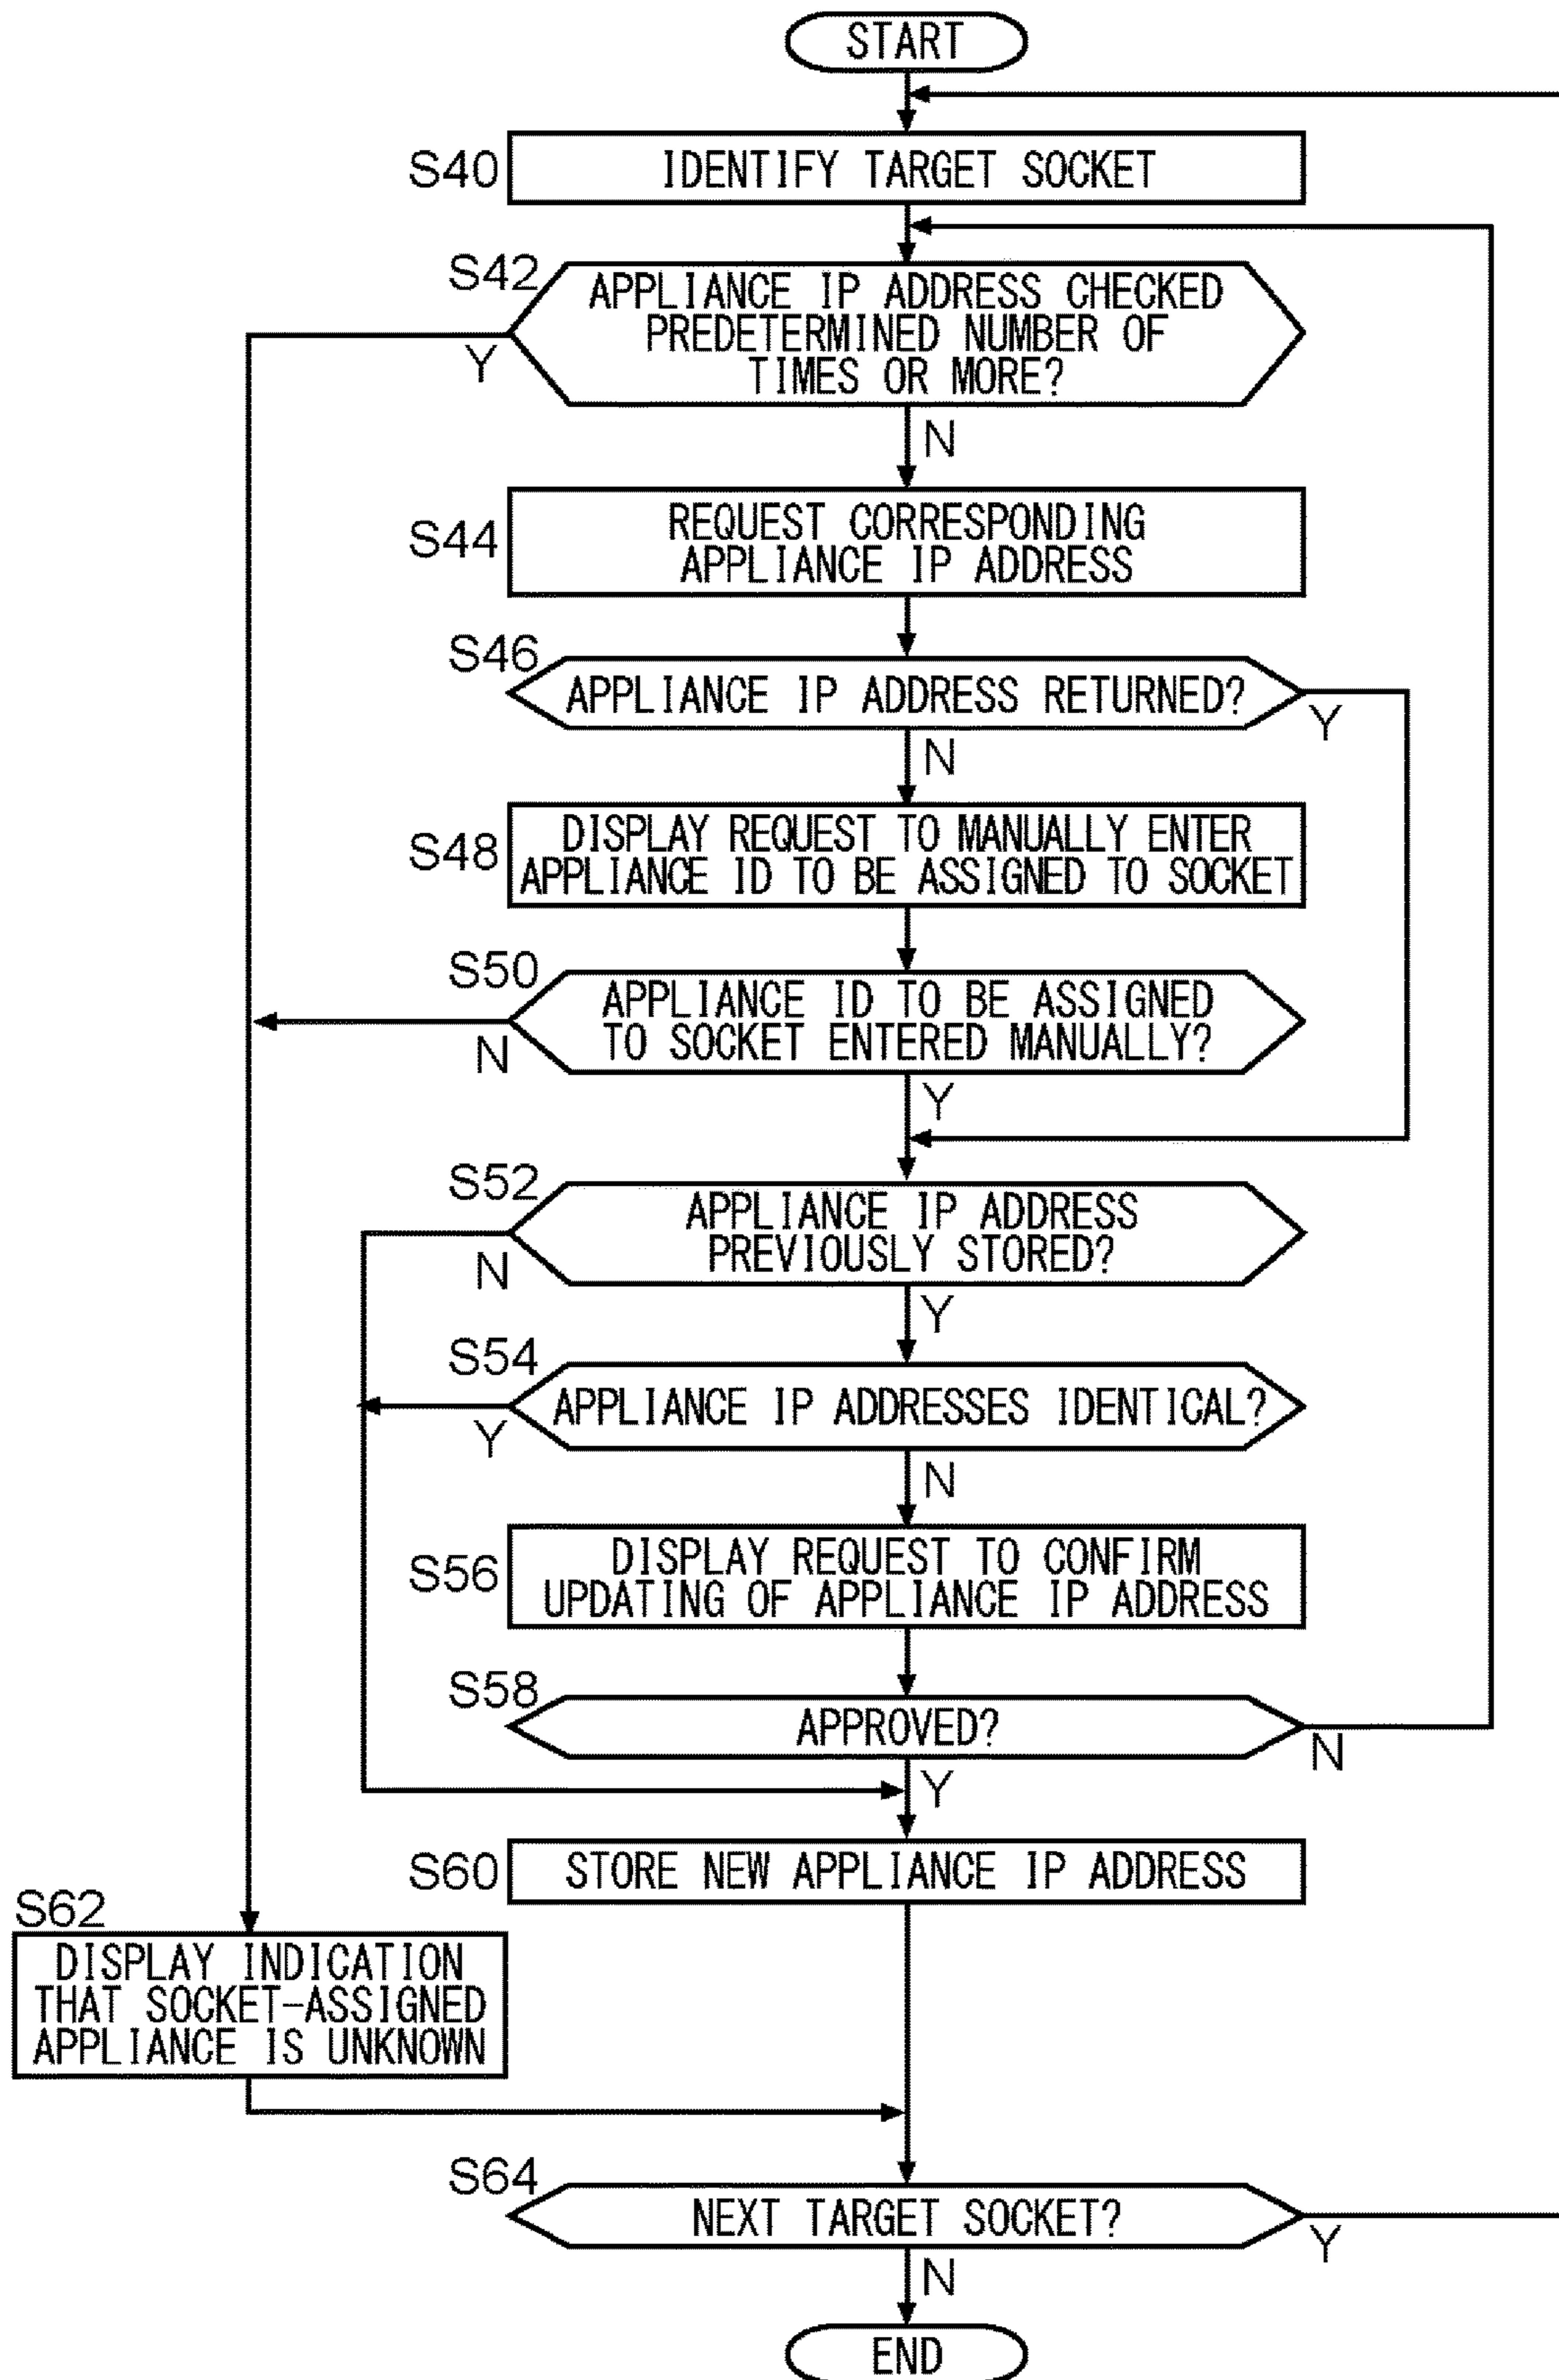 START
S40
IDENTIFY TARGET SOCKET
S42
APPLIANCE IP ADDRESS CHECKED
PREDETERMINED NUMBER OF
TIMES OR MORE?
Y
N
S44
REQUEST CORRESPONDING
APPLIANCE IP ADDRESS
S46
APPLIANCE IP ADDRESS RETURNED?
Y
N
S48
DISPLAY REQUEST TO MANUALLY ENTER
APPLIANCE ID TO BE ASSIGNED TO SOCKET
S50
APPLIANCE ID TO BE ASSIGNED
TO SOCKET ENTERED MANUALLY?
N
Y
S52
APPLIANCE IP ADDRESS
PREVIOUSLY STORED?
N
Y
S54
APPLIANCE IP ADDRESSES IDENTICAL?
Y
N
S56
DISPLAY REQUEST TO CONFIRM
UPDATING OF APPLIANCE IP ADDRESS
S58
APPROVED?
N
Y
S60
STORE NEW APPLIANCE IP ADDRESS
S62
DISPLAY INDICATION
THAT SOCKET-ASSIGNED
APPLIANCE IS UNKNOWN
S64
NEXT TARGET SOCKET?
Y
N
END